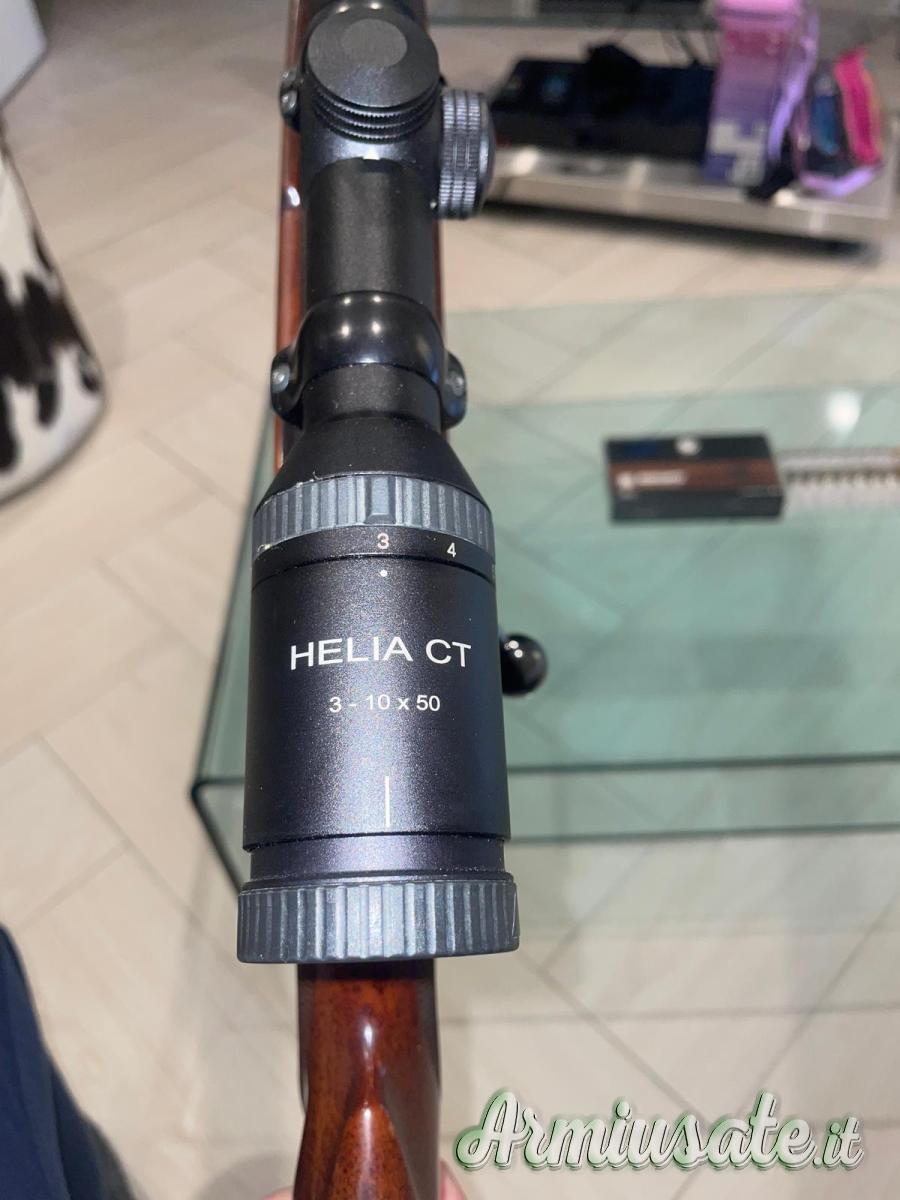 3 4
HELIA CT
3 - 10 x 50
Armiusate.it